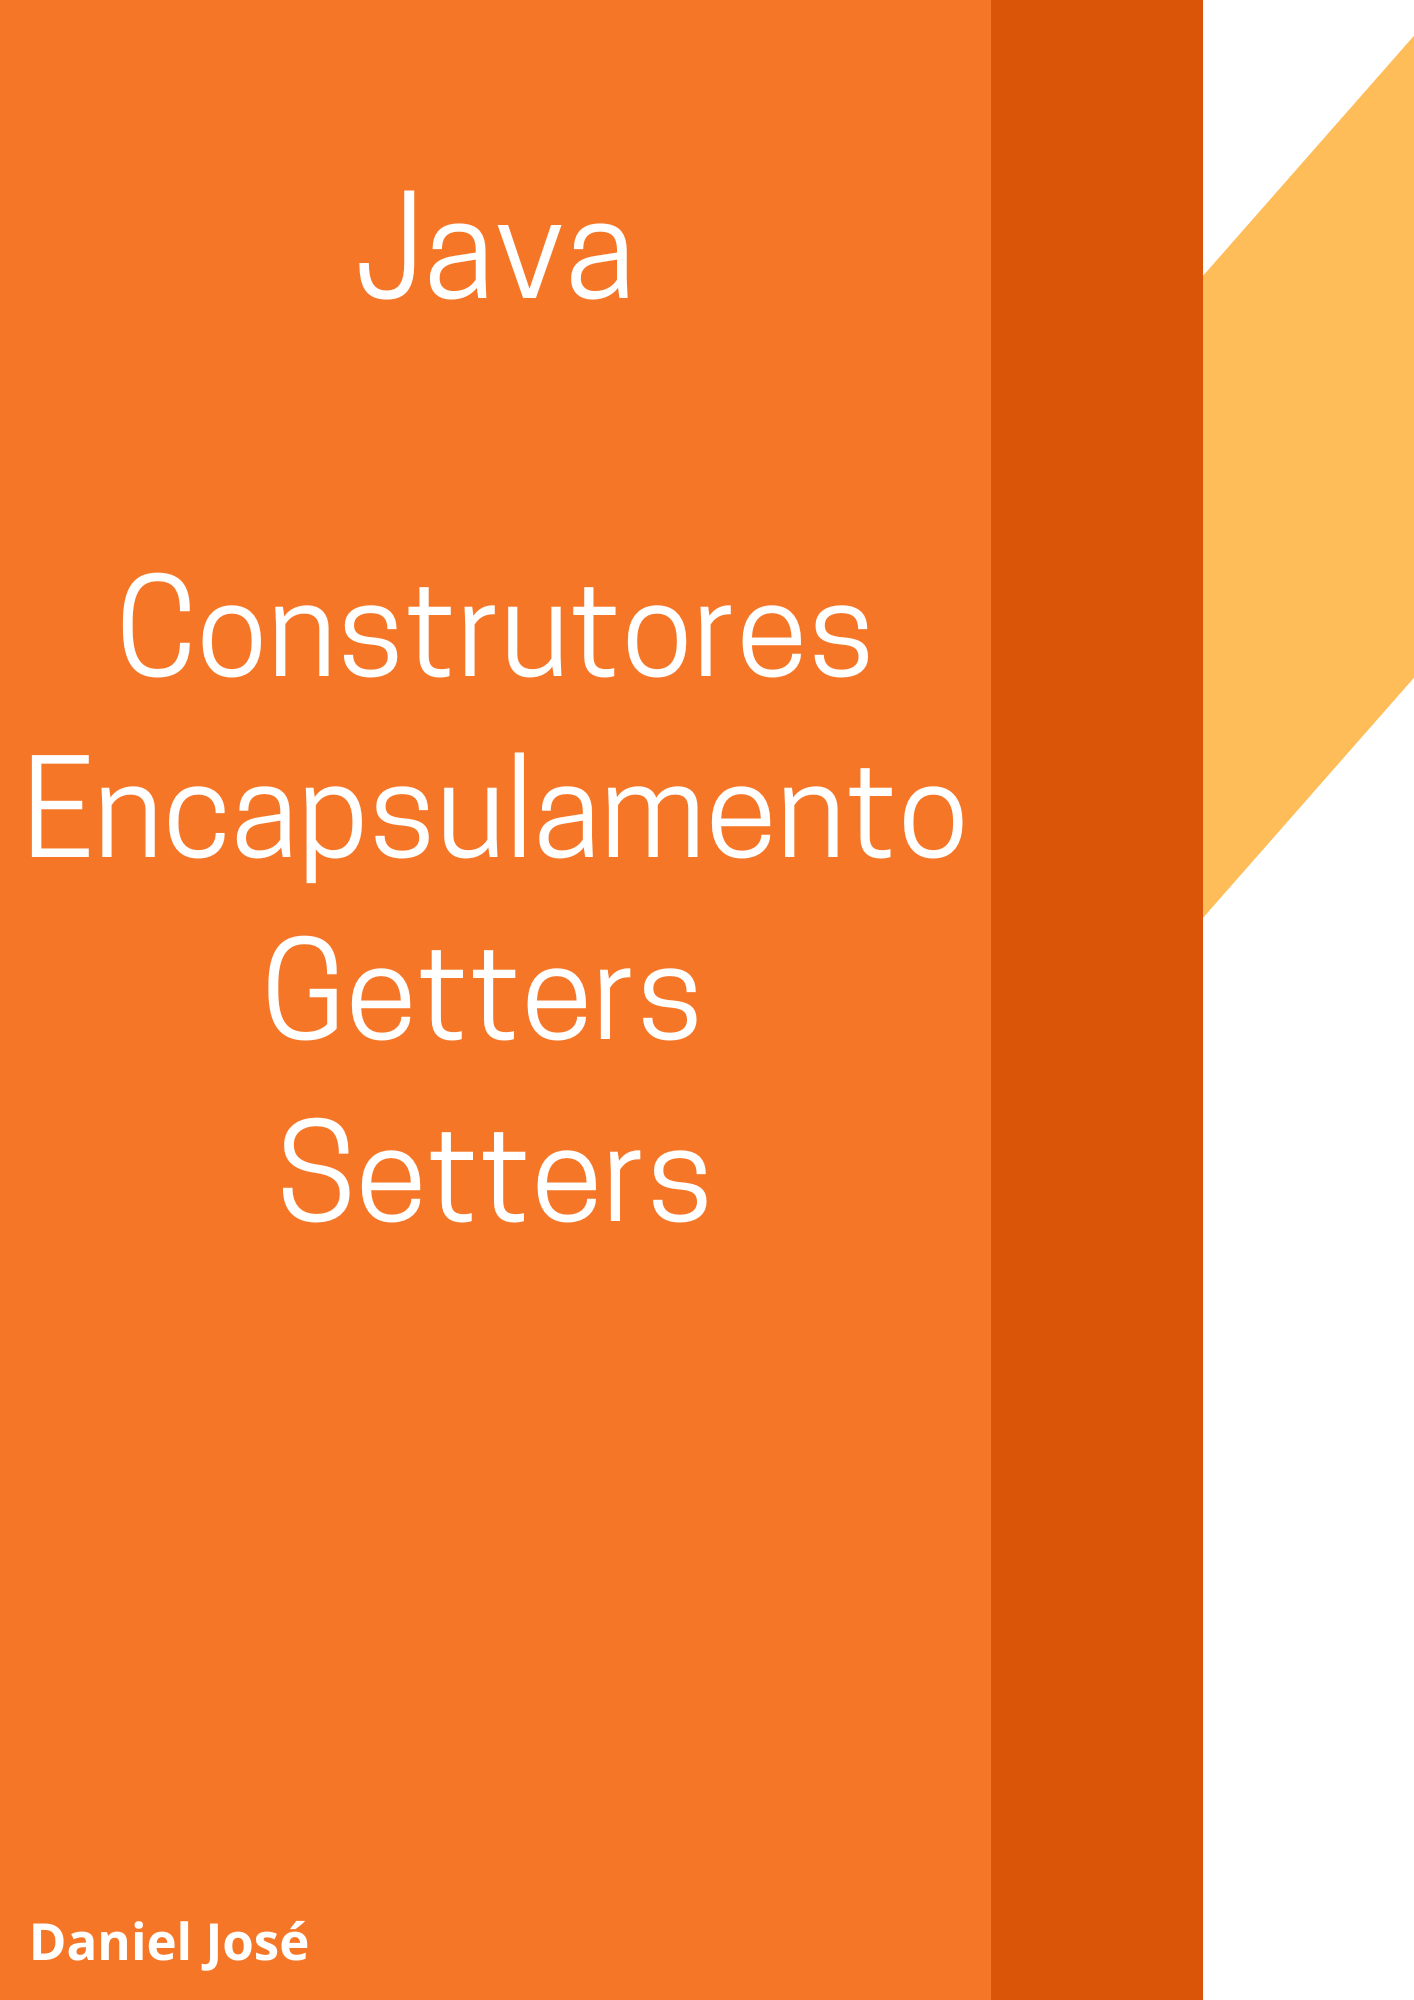 Java
Construtores
Encapsulamento
Getters
Setters
Daniel José